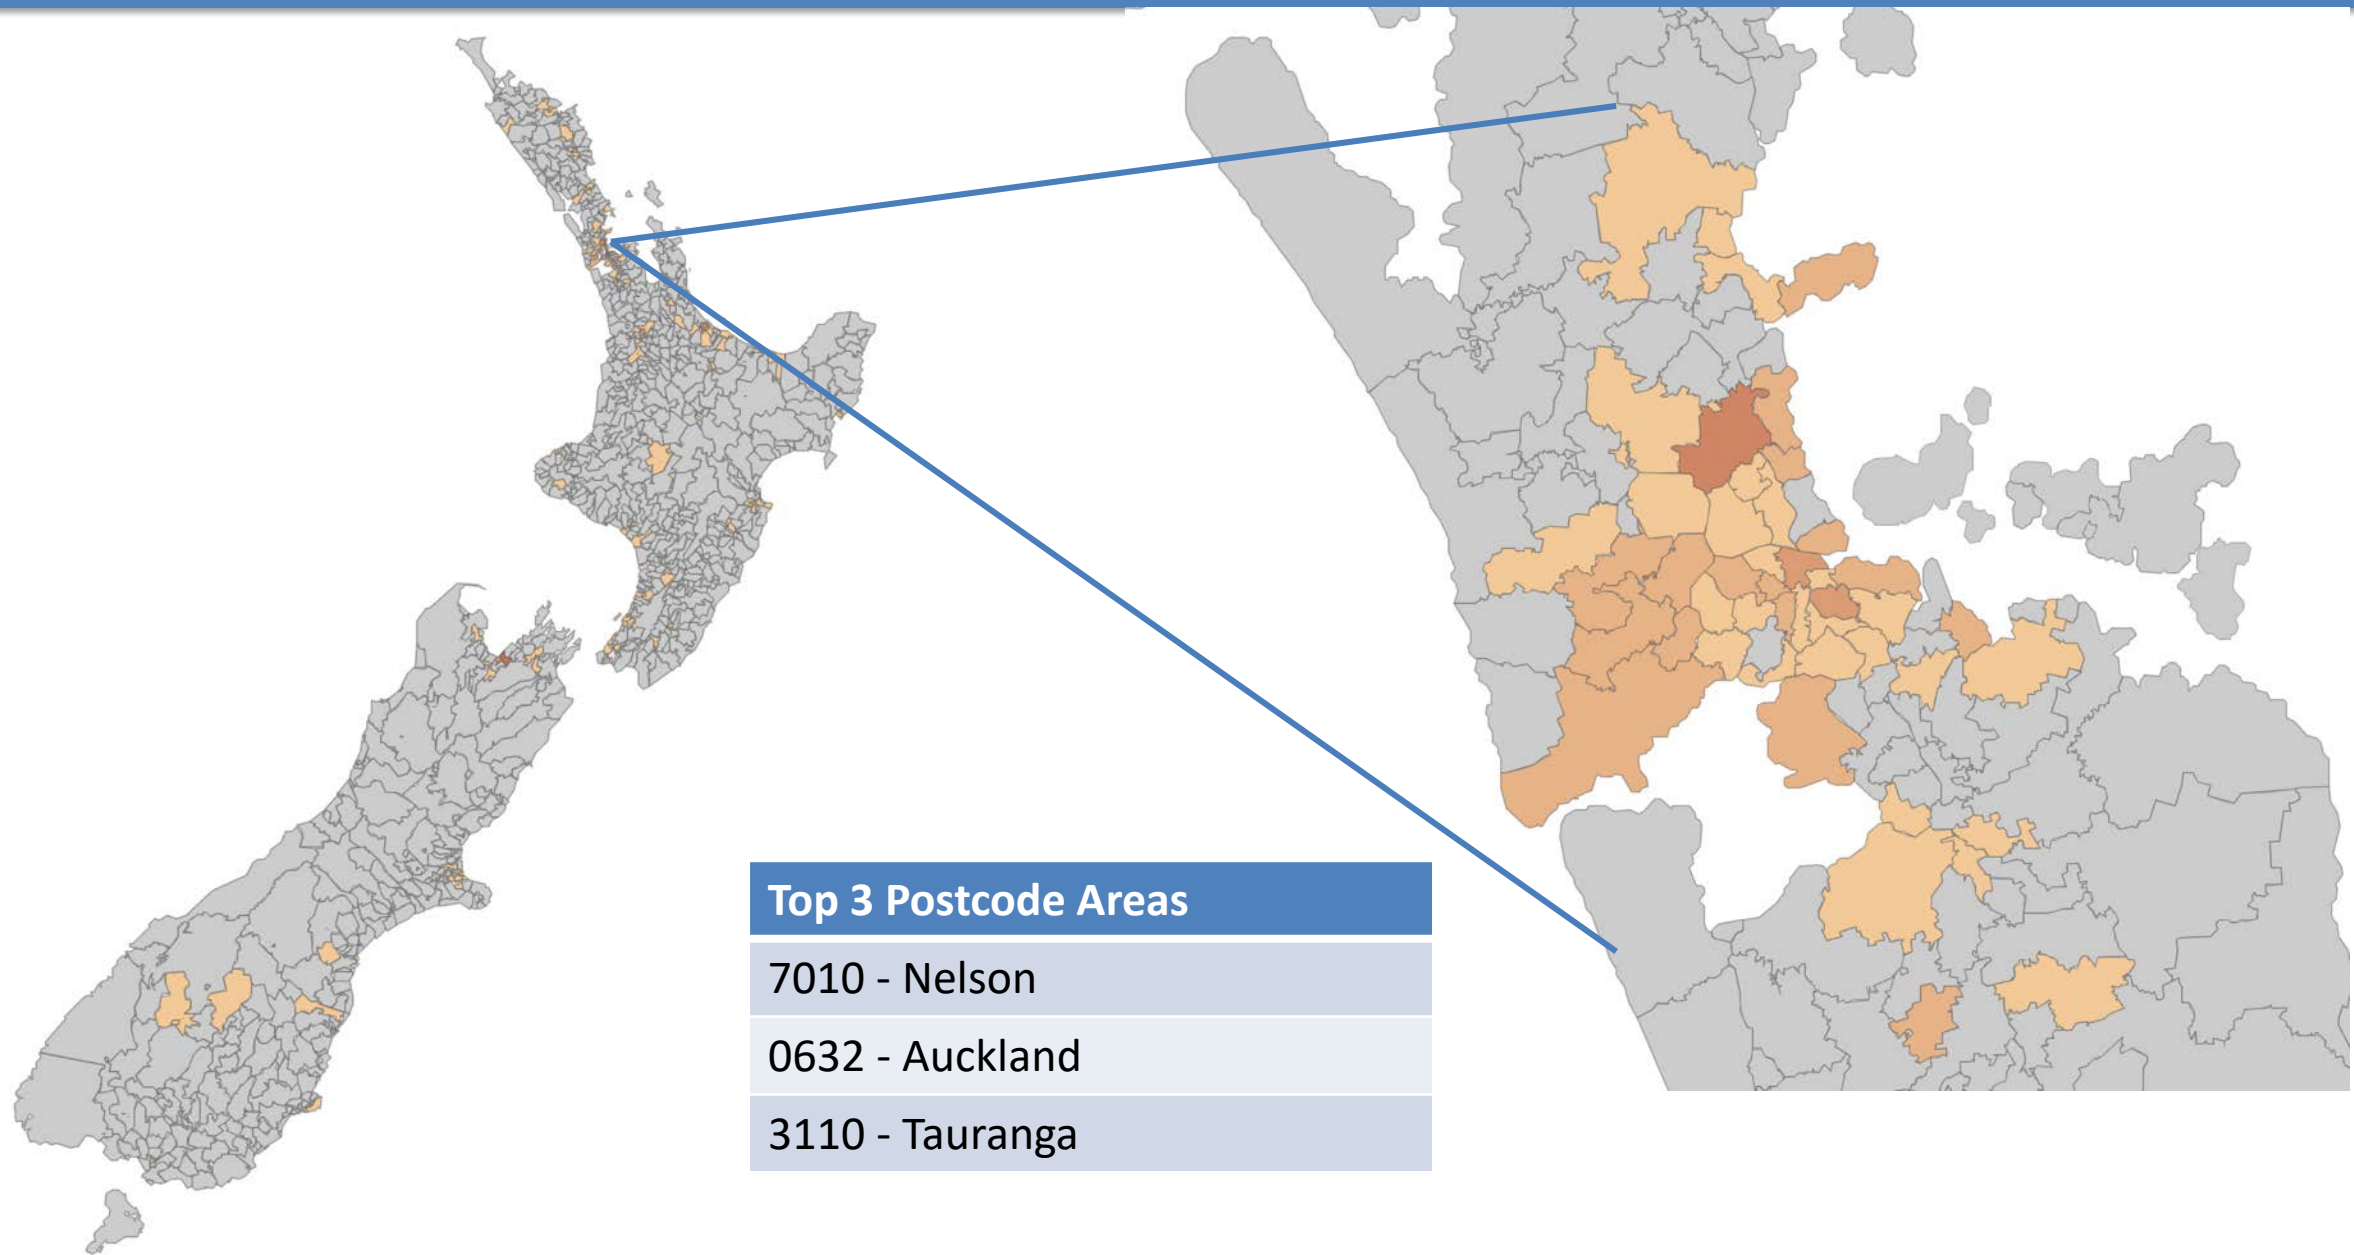 Top 3 Postcode Areas
7010 - Nelson
0632 - Auckland
3110 - Tauranga